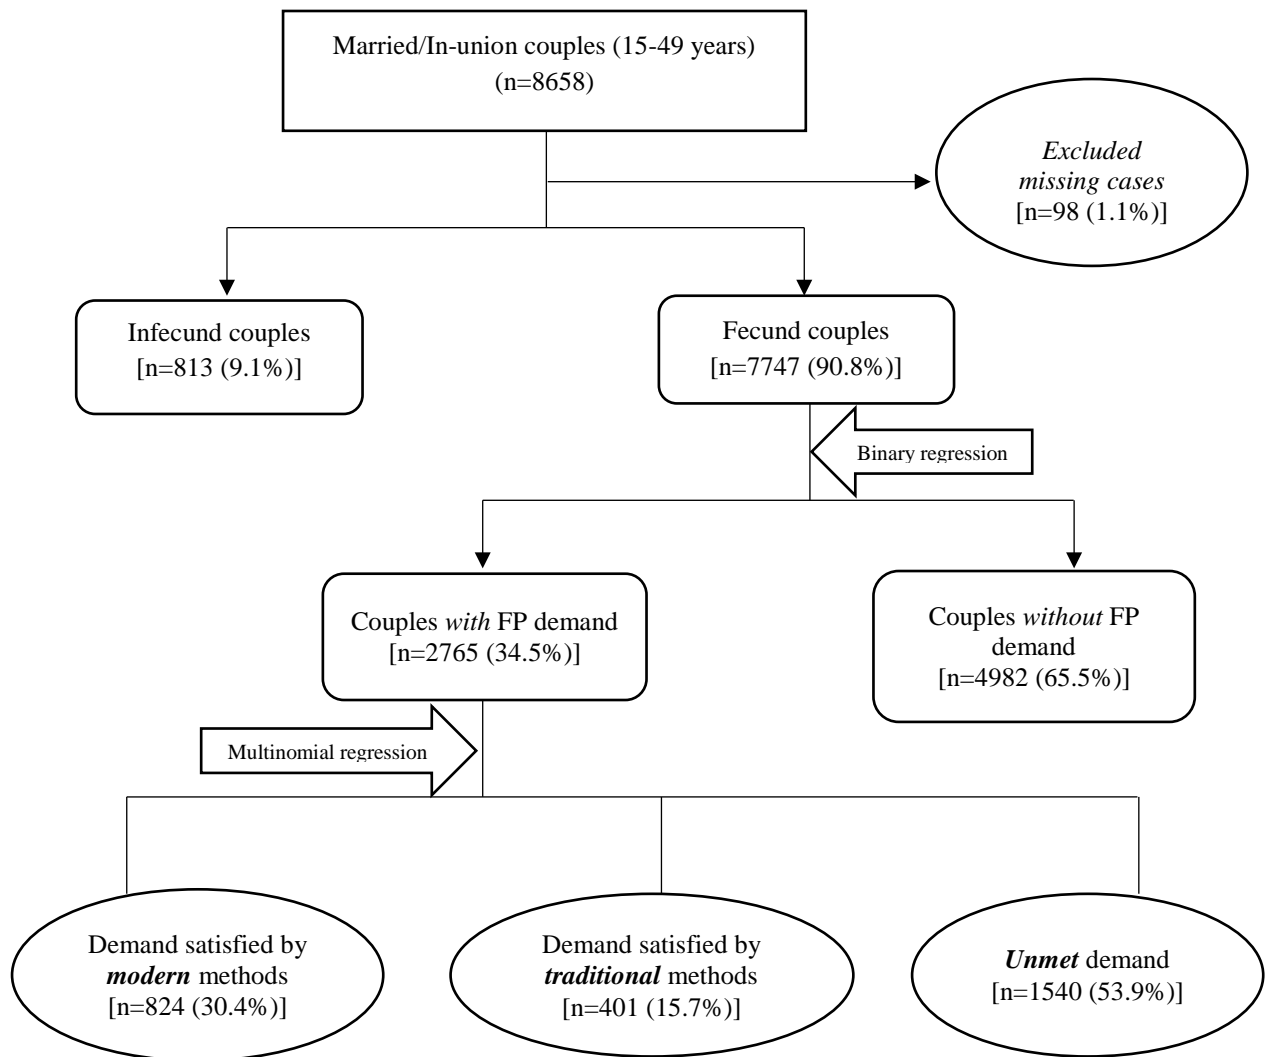 Married/In-union couples (15-49 years)
(n=8658)
Excluded
missing cases
[n=98 (1.1%)]
Infecund couples
[n=813 (9.1%)]
Fecund couples
[n=7747 (90.8%)]
Binary regression
Couples with FP demand
[n=2765 (34.5%)]
Couples without FP
demand
[n=4982 (65.5%)]
Multinomial regression
Demand satisfied by
modern methods
[n=824 (30.4%)]
Demand satisfied by
traditional methods
[n=401 (15.7%)]
Unmet demand
[n=1540 (53.9%)]